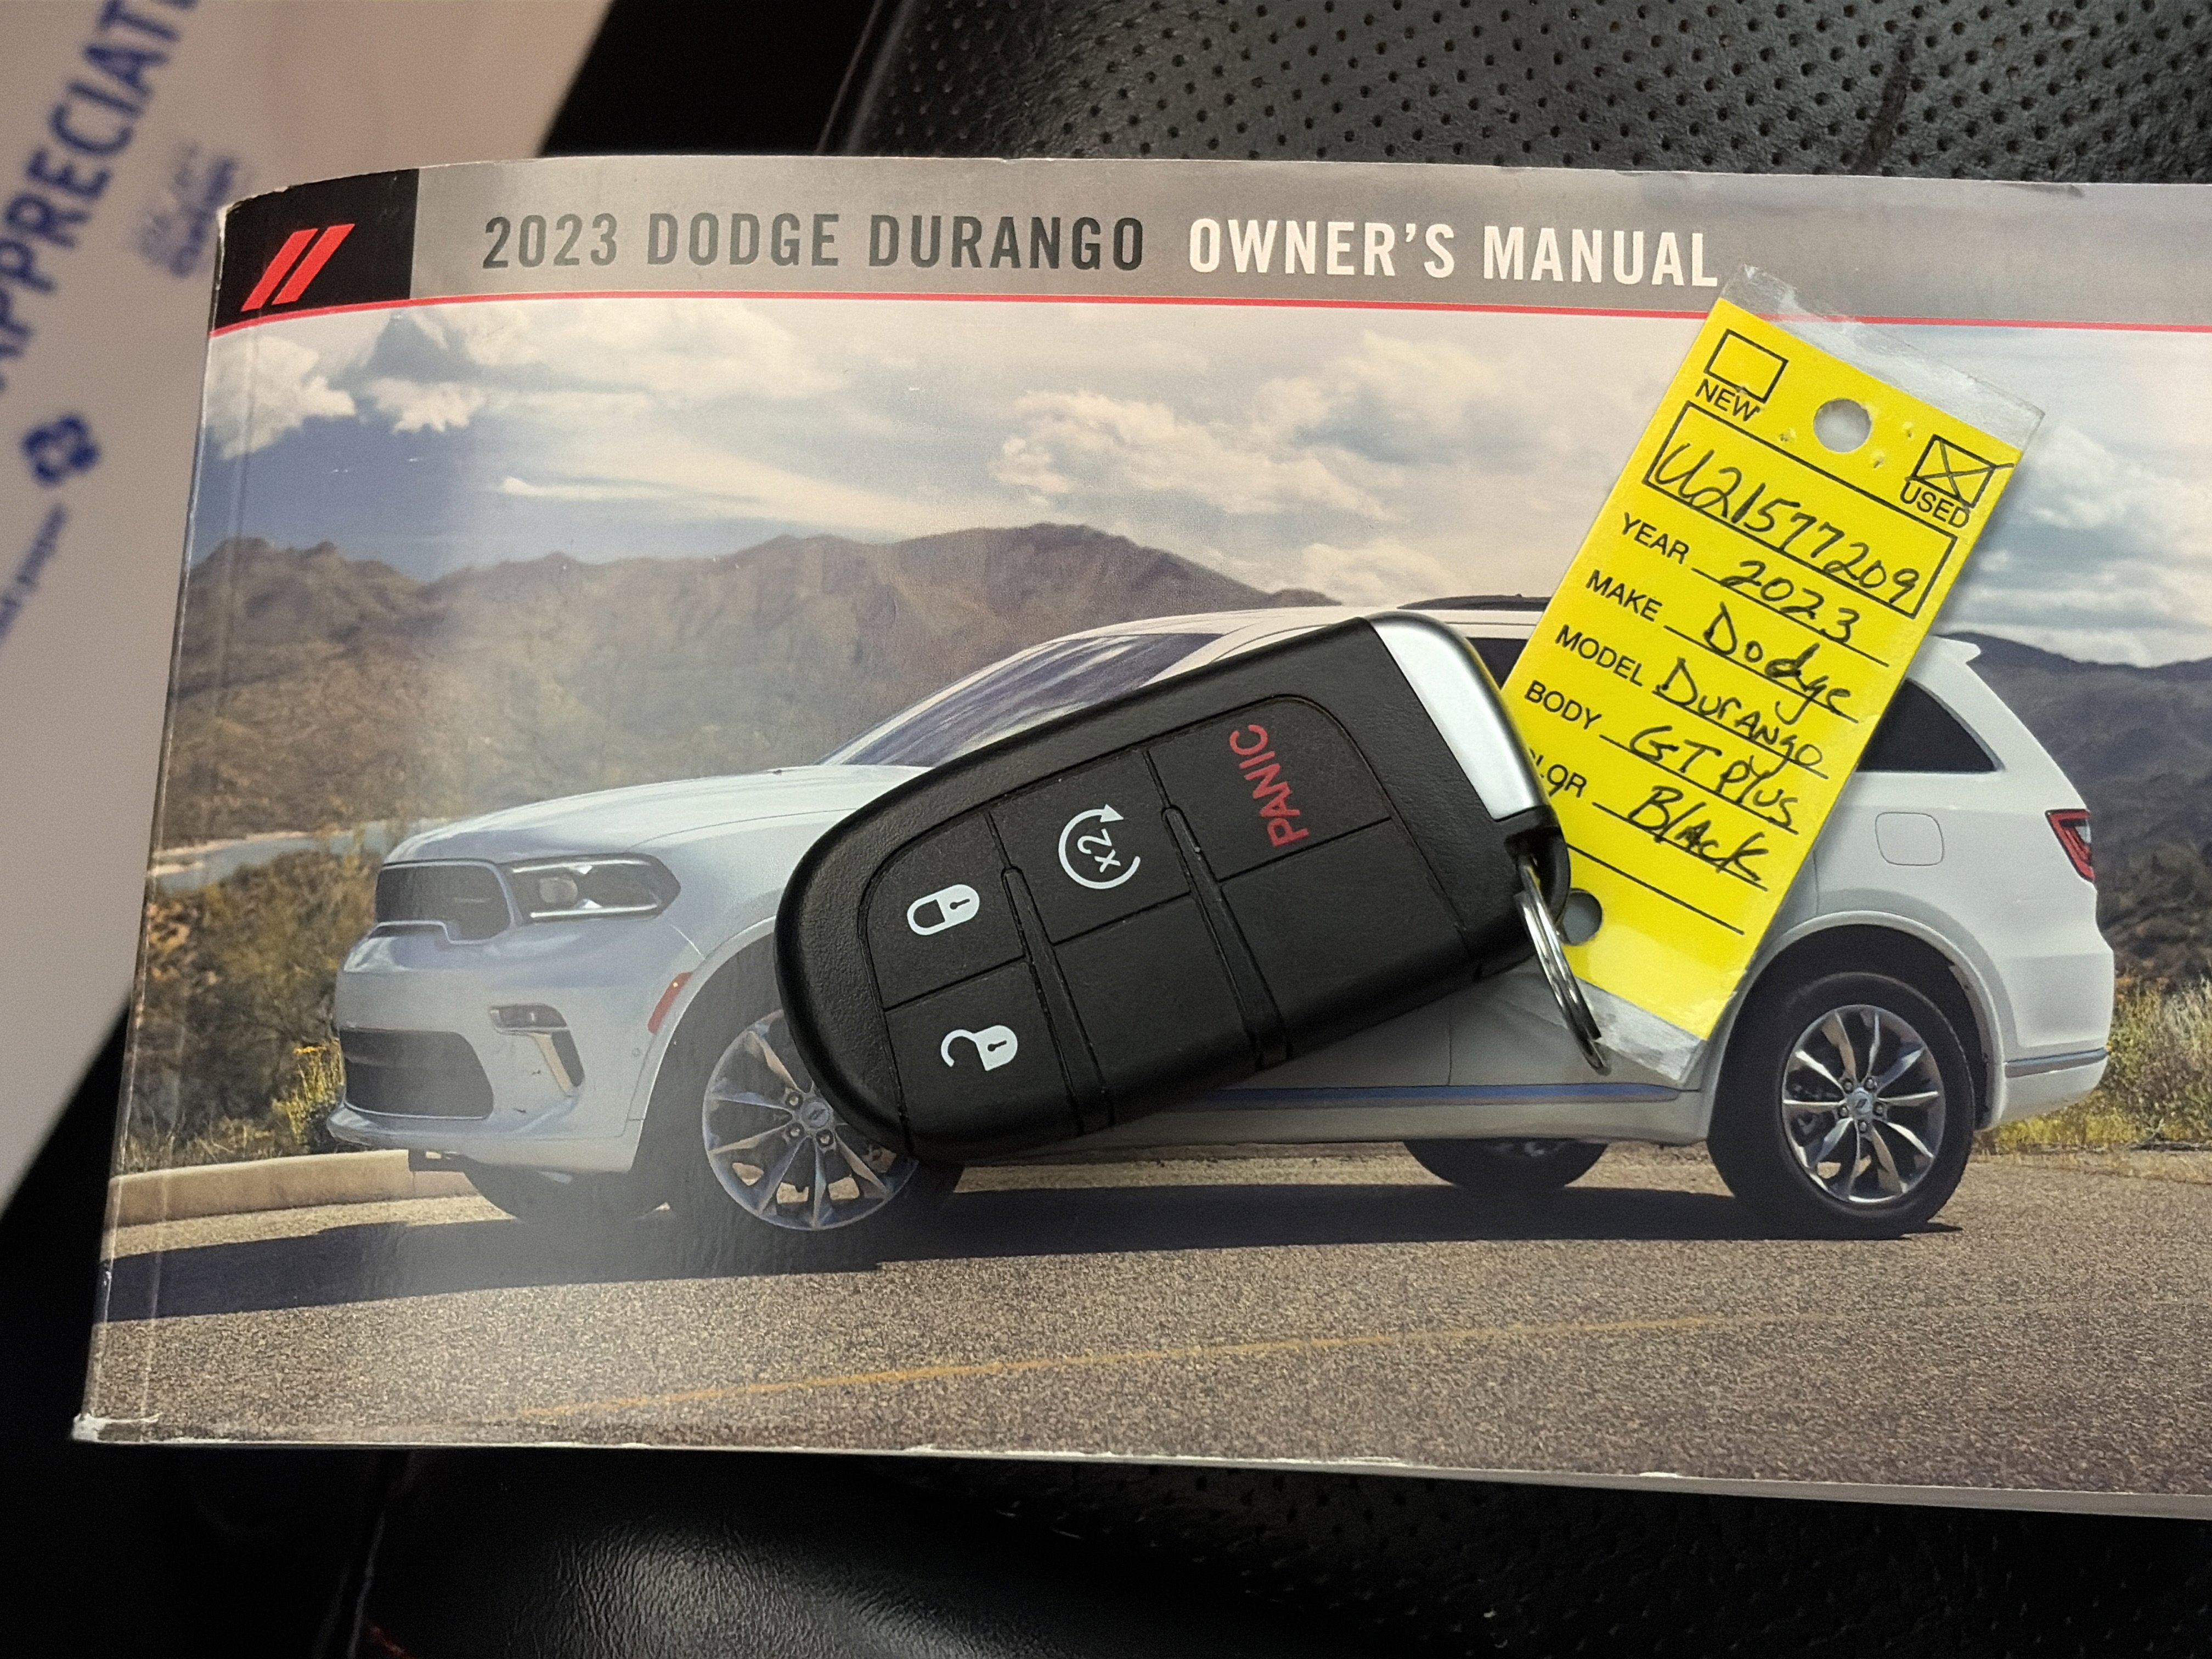 APPRECIAT
2023 DODGE DURANGO OWNER'S MANUAL
NEW
USED
U21577209
YEAR 2023
MAKE Dodge
MODEL Durango
BODY GT Plus
Black
PANIC
x2